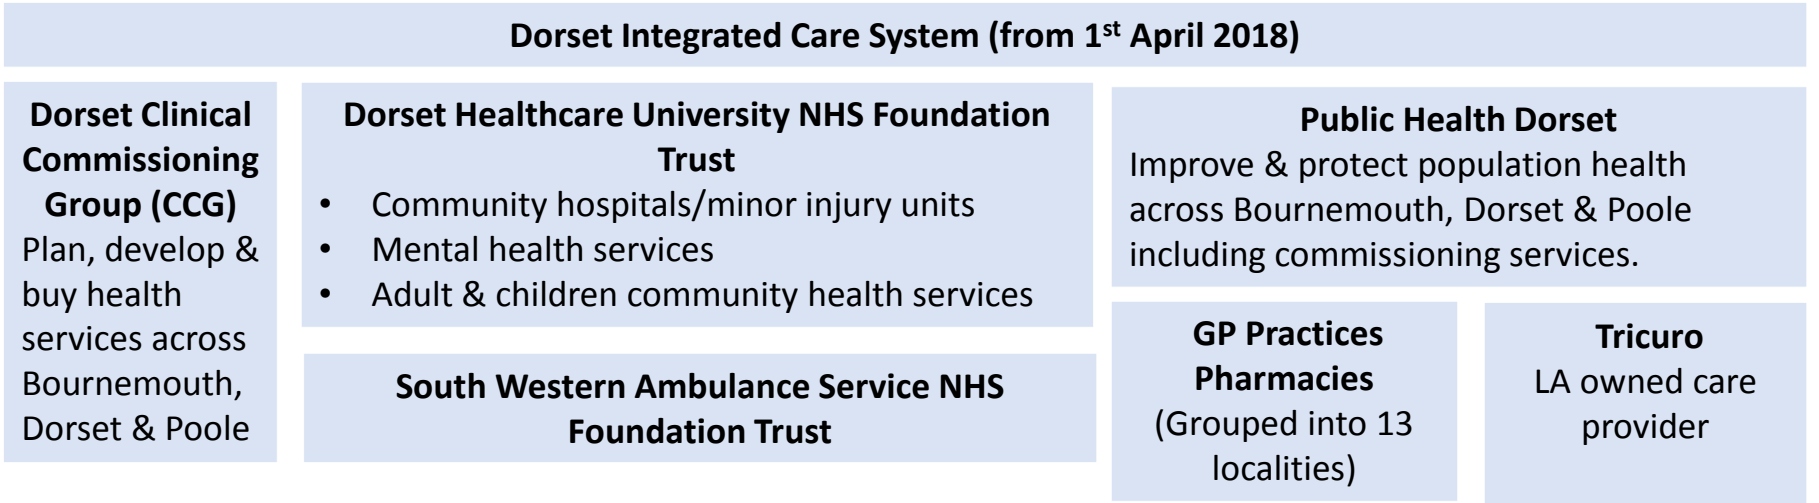 Dorset Integrated Care System (from 1st April 2018)
Dorset Clinical
Commissioning
Group (CCG)
Plan, develop &
buy health
services across
Bournemouth,
Dorset & Poole
Dorset Healthcare University NHS Foundation
Trust
• Community hospitals/minor injury units
• Mental health services
• Adult & children community health services
South Western Ambulance Service NHS
Foundation Trust
Public Health Dorset
Improve & protect population health
across Bournemouth, Dorset & Poole
including commissioning services.
GP Practices
Pharmacies
(Grouped into 13
localities)
Tricuro
LA owned care
provider